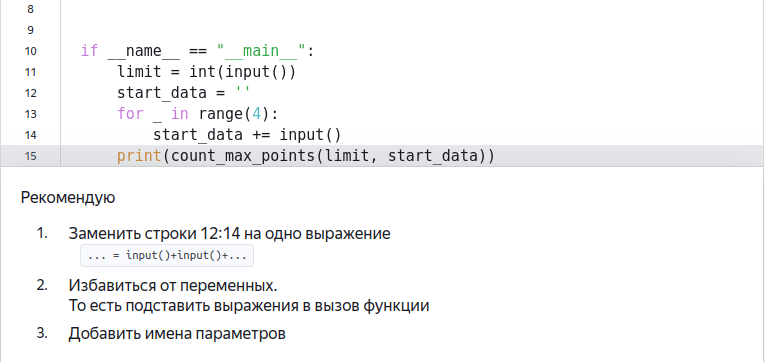 8
9
10 if __name__ == "__main__":
11 limit = int(input())
12 start_data = ''
13 for _ in range(4):
14 start_data += input()
15 print(count_max_points(limit, start_data))
Рекомендую
1. Заменить строки 12:14 на одно выражение
... = input()+input()+...
2. Избавиться от переменных.
То есть подставить выражения в вызов функции
3. Добавить имена параметров